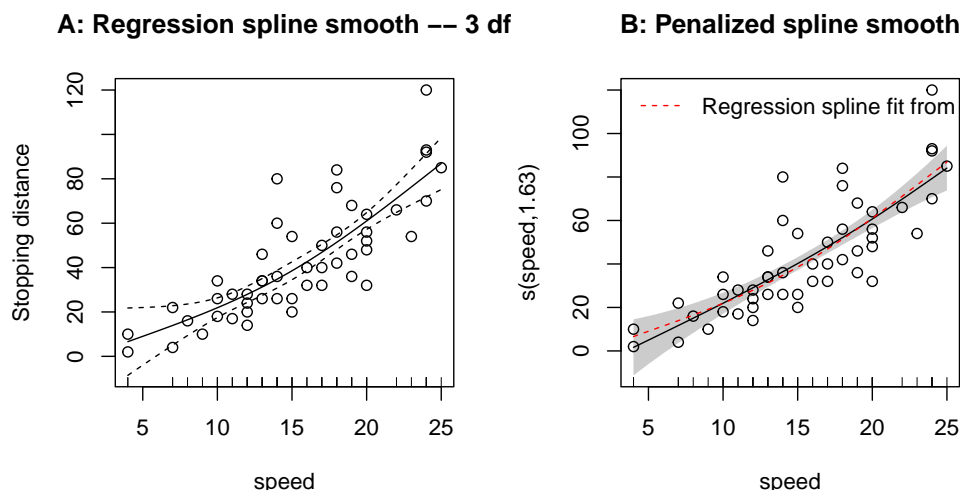 A: Regression spline smooth −− 3 df
Stopping distance
120
80
60
40
20
0
5 10 15 20 25
speed
B: Penalized spline smooth
Regression spline fit from
s(speed,1.63)
100
60
20
0
5 10 15 20 25
speed